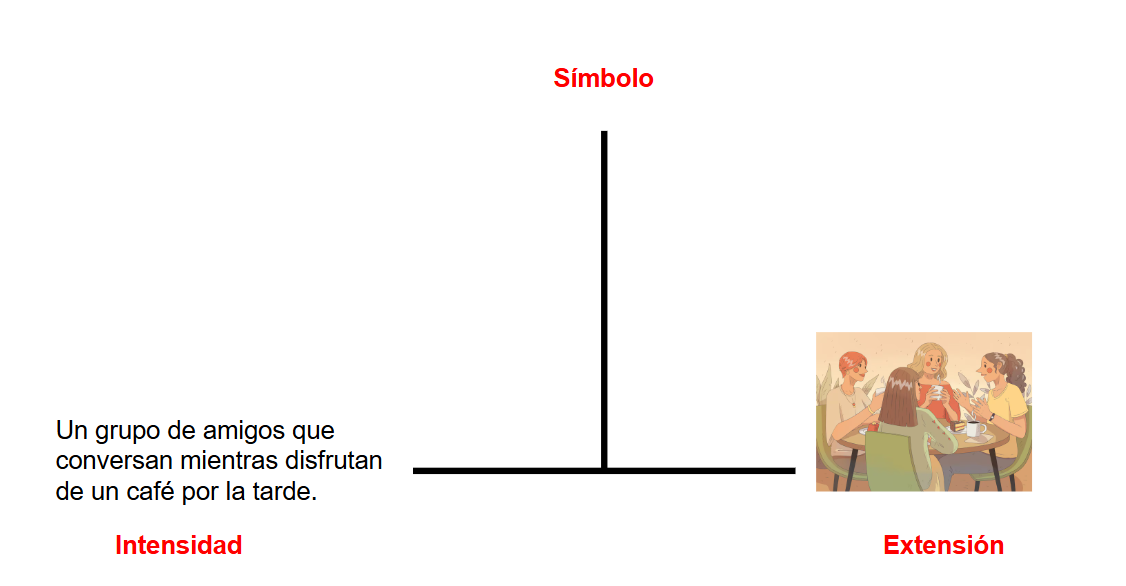 Símbolo
Un grupo de amigos que
conversan mientras disfrutan
de un café por la tarde.
Intensidad
Extensión